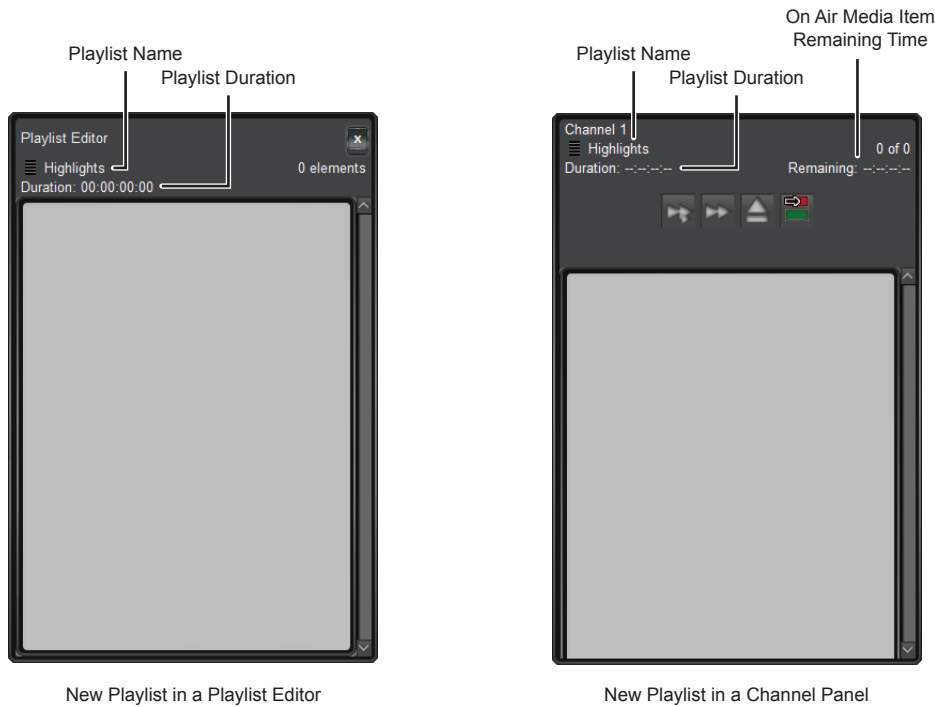 Playlist Name
Playlist Duration
Playlist Editor
x
Highlights
0 elements
Duration: 00:00:00:00
New Playlist in a Playlist Editor
On Air Media Item
Remaining Time
Playlist Name
Playlist Duration
Channel 1
Highlights
0 of 0
Duration: --:--:--:--
Remaining: --:--:--:--
New Playlist in a Channel Panel